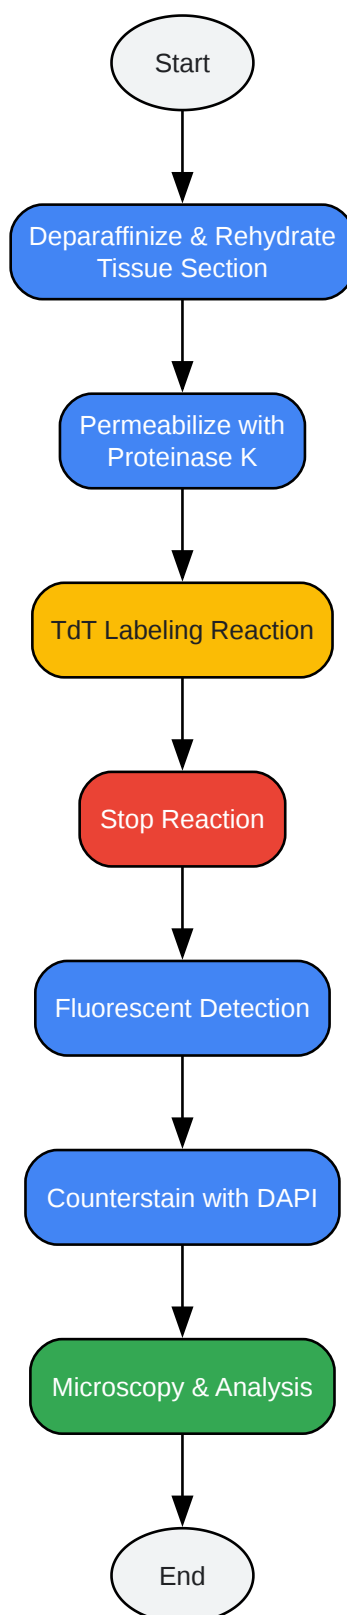 Start
Deparaffinize & Rehydrate
Tissue Section
Permeabilize with
Proteinase K
TdT Labeling Reaction
Stop Reaction
Fluorescent Detection
Counterstain with DAPI
Microscopy & Analysis
End